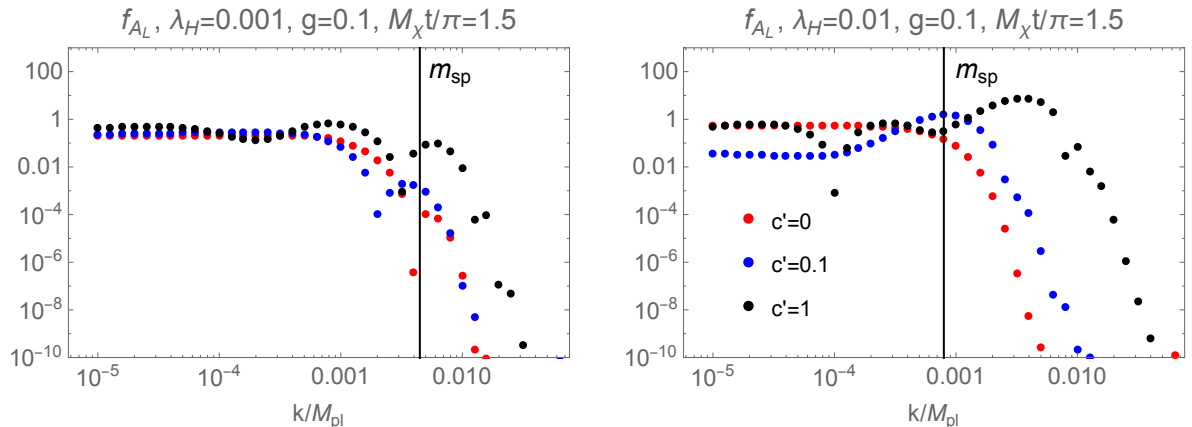 f_{A_L}, λ_H=0.001, g=0.1, M_χt/π=1.5
m_sp
100
1
0.01
10^-4
10^-6
10^-8
10^-10
10^-5
10^-4
0.001
0.010
k/M_pl
f_{A_L}, λ_H=0.01, g=0.1, M_χt/π=1.5
m_sp
100
1
0.01
10^-4
10^-6
10^-8
10^-10
c'=0
c'=0.1
c'=1
10^-5
10^-4
0.001
0.010
k/M_pl